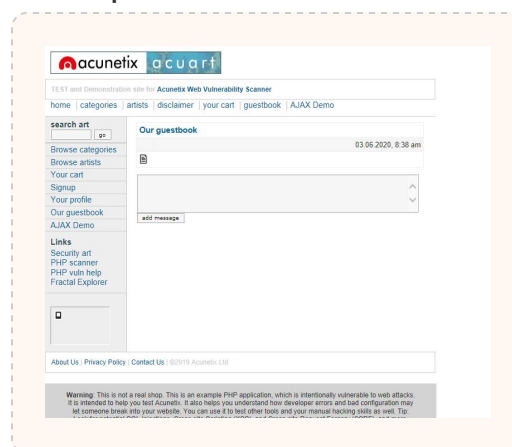 acunetix acuart
TEST and Demonstration site for Acunetix Web Vulnerability Scanner
home | categories | artists | disclaimer | your cart | guestbook | AJAX Demo
search art
go
Browse categories
Browse artists
Your cart
Signup
Your profile
Our guestbook
AJAX Demo
Links
Security art
PHP scanner
PHP vuln help
Fractal Explorer
Our guestbook
03.06.2020, 8:38 am
add message
About Us | Privacy Policy | Contact Us | ©2019 Acunetix Ltd
Warning: This is not a real shop. This is an example PHP application, which is intentionally vulnerable to web attacks.
It is intended to help you test Acunetix. It also helps you understand how developer errors and bad configuration may
let someone break into your website. You can use it to test other tools and your manual hacking skills as well. Tip: